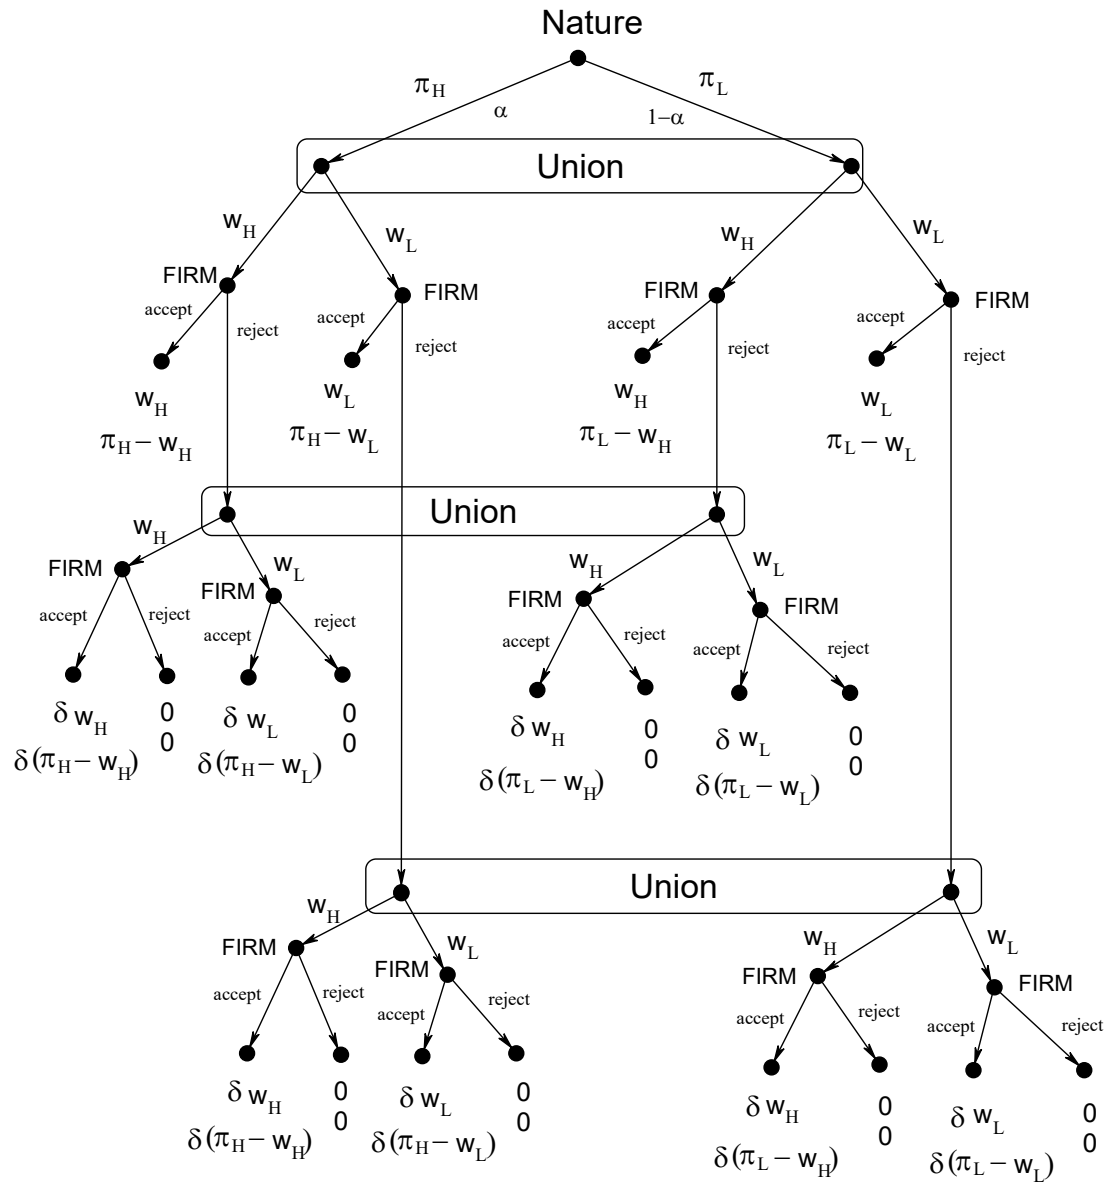 Nature
π_H π_L
α 1−α
Union
w_H w_L w_H w_L
FIRM FIRM FIRM FIRM
accept reject accept reject accept reject accept reject
w_H w_L w_H w_L
π_H − w_H π_H − w_L π_L − w_H π_L − w_L
Union
w_H w_L w_H w_L
FIRM FIRM FIRM FIRM
accept reject accept reject accept reject accept reject
δ w_H 0 δ w_L 0 δ w_H 0 δ w_L 0
δ(π_H − w_H) 0 δ(π_H − w_L) 0 δ(π_L − w_H) 0 δ(π_L − w_L) 0
Union
w_H w_L w_H w_L
FIRM FIRM FIRM FIRM
accept reject accept reject accept reject accept reject
δ w_H 0 δ w_L 0 δ w_H 0 δ w_L 0
δ(π_H − w_H) 0 δ(π_H − w_L) 0 δ(π_L − w_H) 0 δ(π_L − w_L) 0